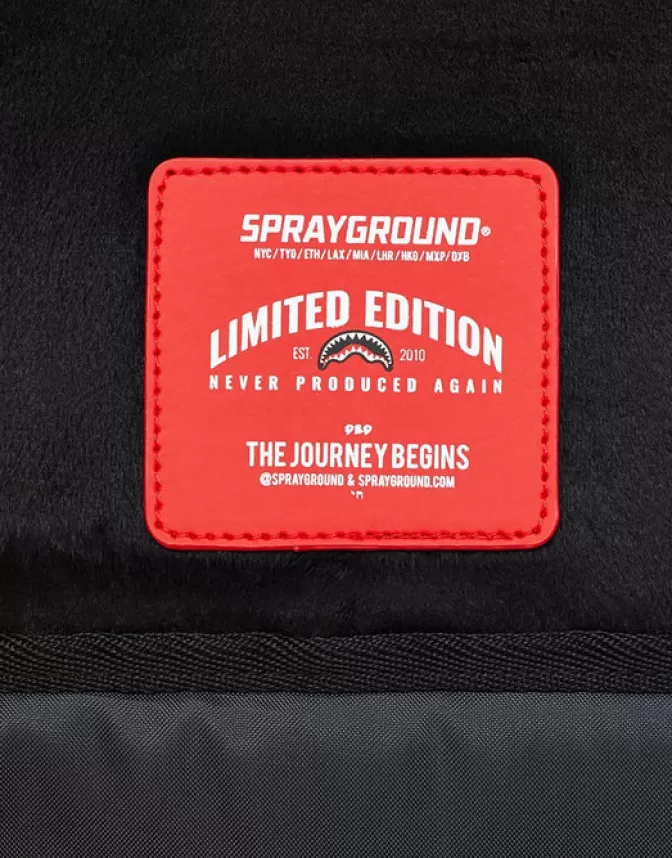 SPRAYGROUND®
NYC/TYO/ETH/LAX/MIA/LHR/HKG/MXP/DXB
LIMITED EDITION
EST. 2010
NEVER PRODUCED AGAIN
THE JOURNEY BEGINS
@SPRAYGROUND & SPRAYGROUND.COM